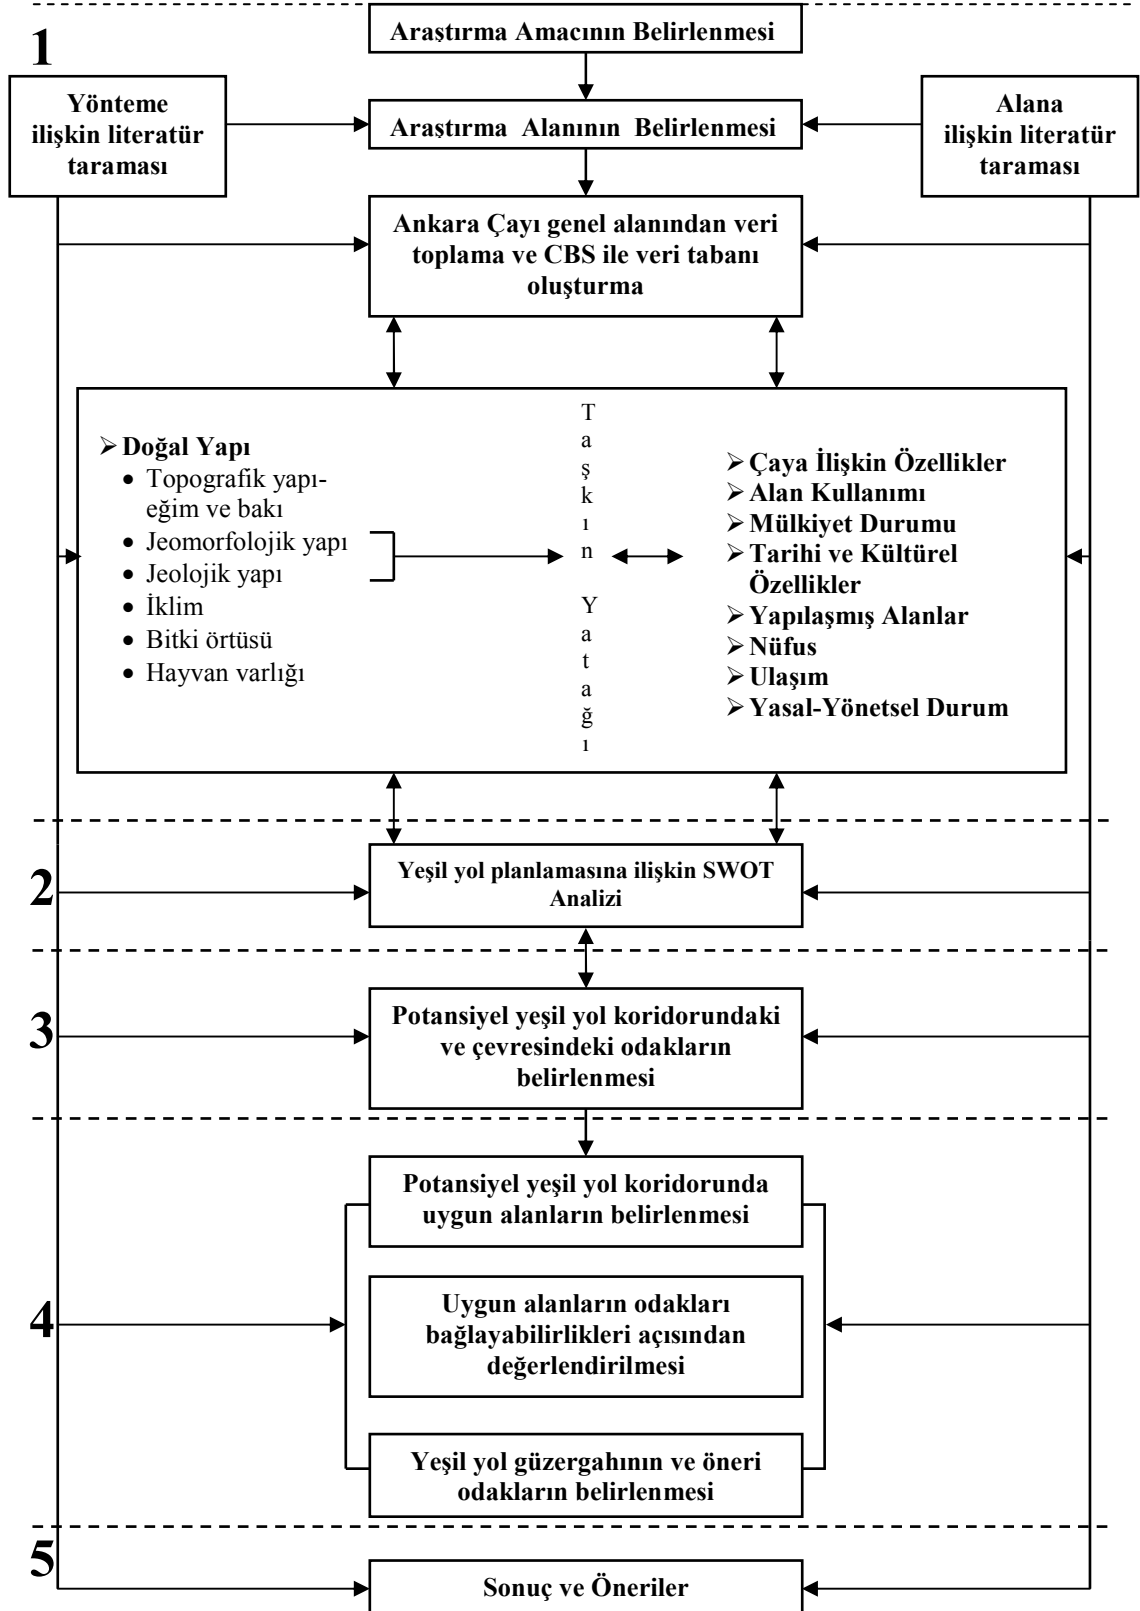 1
Araştırma Amacının Belirlenmesi
Yönteme
ilişkin literatür
taraması
Araştırma Alanının Belirlenmesi
Alana
ilişkin literatür
taraması
Ankara Çayı genel alanından veri
toplama ve CBS ile veri tabanı
oluşturma
➢ Doğal Yapı
• Topografik yapı-
eğim ve bakı
• Jeomorfolojik yapı
• Jeolojik yapı
• İklim
• Bitki örtüsü
• Hayvan varlığı
Taşkın Yatağı
➢ Çaya İlişkin Özellikler
➢ Alan Kullanımı
➢ Mülkiyet Durumu
➢ Tarihi ve Kültürel
Özellikler
➢ Yapılaşmış Alanlar
➢ Nüfus
➢ Ulaşım
➢ Yasal-Yönetsel Durum
2
Yeşil yol planlamasına ilişkin SWOT
Analizi
3
Potansiyel yeşil yol koridorundaki
ve çevresindeki odakların
belirlenmesi
4
Potansiyel yeşil yol koridorunda
uygun alanların belirlenmesi
Uygun alanların odakları
bağlayabilirlikleri açısından
değerlendirilmesi
Yeşil yol güzergahının ve öneri
odakların belirlenmesi
5
Sonuç ve Öneriler